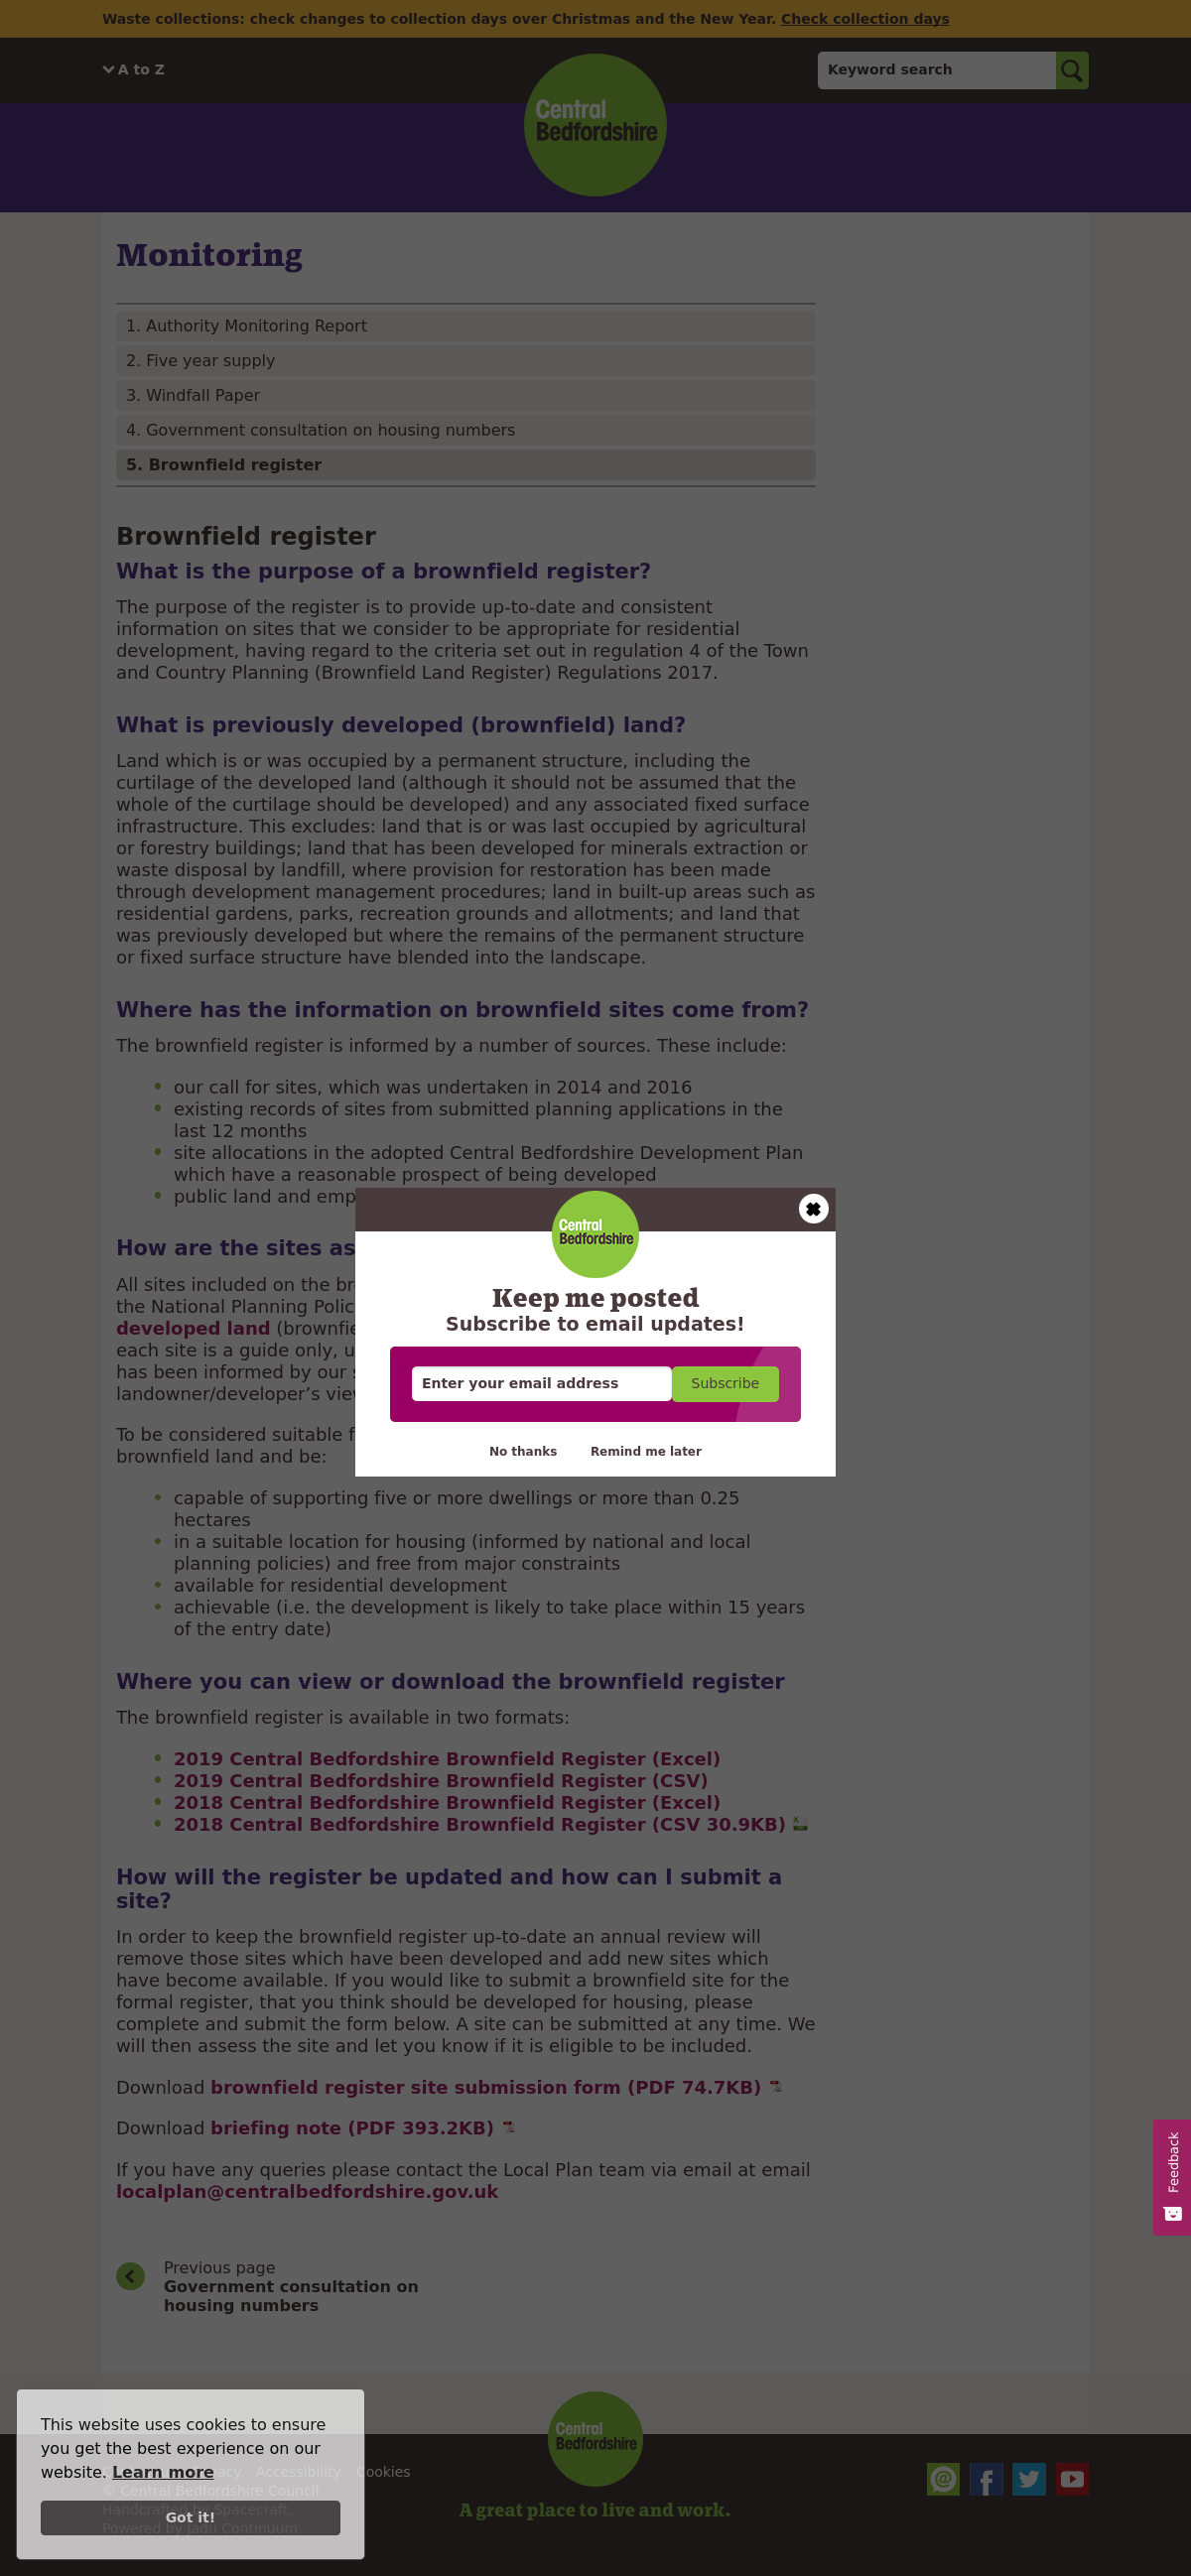 Waste collections: check changes to collection days over Christmas and the New Year. Check collection days
A to Z
Keyword search
Central
Bedfordshire
Monitoring
1. Authority Monitoring Report
2. Five year supply
3. Windfall Paper
4. Government consultation on housing numbers
5. Brownfield register
Brownfield register
What is the purpose of a brownfield register?
The purpose of the register is to provide up-to-date and consistent
information on sites that we consider to be appropriate for residential
development, having regard to the criteria set out in regulation 4 of the Town
and Country Planning (Brownfield Land Register) Regulations 2017.
What is previously developed (brownfield) land?
Land which is or was occupied by a permanent structure, including the
curtilage of the developed land (although it should not be assumed that the
whole of the curtilage should be developed) and any associated fixed surface
infrastructure. This excludes: land that is or was last occupied by agricultural
or forestry buildings; land that has been developed for minerals extraction or
waste disposal by landfill, where provision for restoration has been made
through development management procedures; land in built-up areas such as
residential gardens, parks, recreation grounds and allotments; and land that
was previously developed but where the remains of the permanent structure
or fixed surface structure have blended into the landscape.
Where has the information on brownfield sites come from?
The brownfield register is informed by a number of sources. These include:
our call for sites, which was undertaken in 2014 and 2016
existing records of sites from submitted planning applications in the
last 12 months
site allocations in the adopted Central Bedfordshire Development Plan
which have a reasonable prospect of being developed
public land and emp
How are the sites as
All sites included on the br
the National Planning Polic
developed land (brownfie
each site is a guide only, u
has been informed by our s
landowner/developer's view
To be considered suitable f
brownfield land and be:
Central
Bedfordshire
Keep me posted
Subscribe to email updates!
Enter your email address
Subscribe
No thanks
Remind me later
capable of supporting five or more dwellings or more than 0.25
hectares
in a suitable location for housing (informed by national and local
planning policies) and free from major constraints
available for residential development
achievable (i.e. the development is likely to take place within 15 years
of the entry date)
Where you can view or download the brownfield register
The brownfield register is available in two formats:
2019 Central Bedfordshire Brownfield Register (Excel)
2019 Central Bedfordshire Brownfield Register (CSV)
2018 Central Bedfordshire Brownfield Register (Excel)
2018 Central Bedfordshire Brownfield Register (CSV 30.9KB)
How will the register be updated and how can I submit a
site?
In order to keep the brownfield register up-to-date an annual review will
remove those sites which have been developed and add new sites which
have become available. If you would like to submit a brownfield site for the
formal register, that you think should be developed for housing, please
complete and submit the form below. A site can be submitted at any time. We
will then assess the site and let you know if it is eligible to be included.
Download brownfield register site submission form (PDF 74.7KB)
Download briefing note (PDF 393.2KB)
If you have any queries please contact the Local Plan team via email at email
localplan@centralbedfordshire.gov.uk
Feedback
Previous page
Government consultation on
housing numbers
This website uses cookies to ensure
you get the best experience on our
website. Learn more
Got it!
Accessibility
Cookies
© Central Bedfordshire Council
Handcrafted by Spacecraft.
Powered by Jadu Continuum.
Central
Bedfordshire
A great place to live and work.